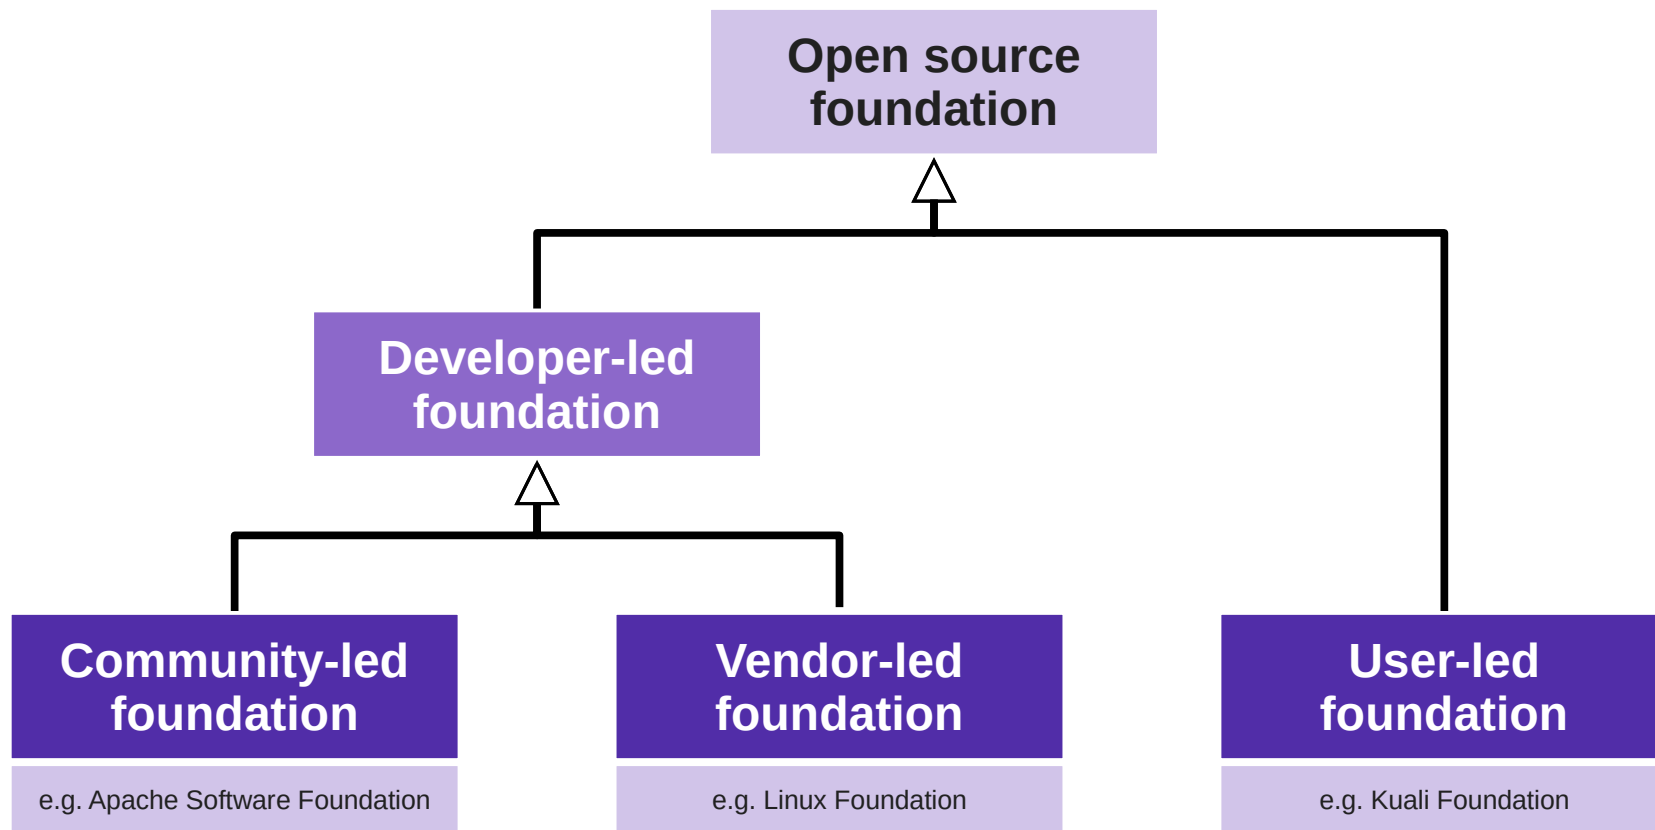 Open source
foundation
Developer-led
foundation
Community-led
foundation
Vendor-led
foundation
User-led
foundation
e.g. Apache Software Foundation
e.g. Linux Foundation
e.g. Kuali Foundation